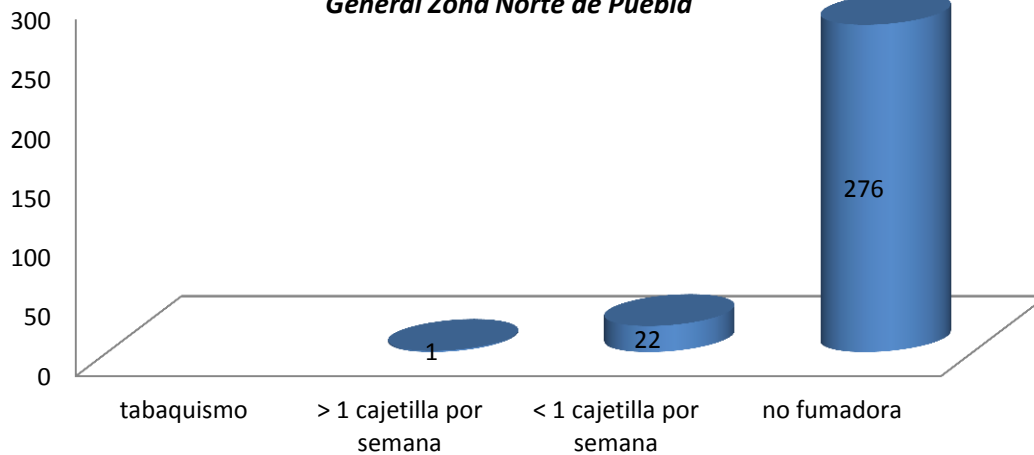 General Zona Norte de Puebla
300
250
200
150
100
50
0
276
22
1
tabaquismo
> 1 cajetilla por
semana
< 1 cajetilla por
semana
no fumadora